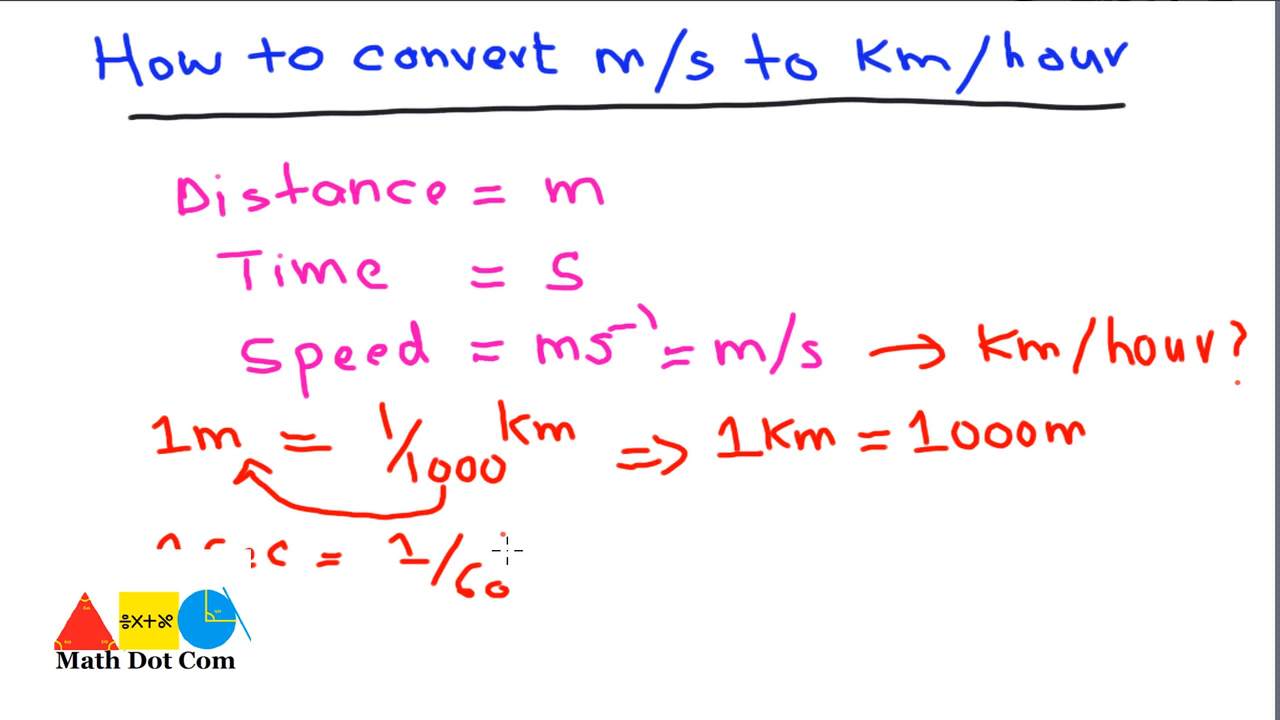 How to convert m/s to Km/hour
Distance = m
Time = S
Speed = ms⁻¹ = m/s → Km/hour?
1m = 1/1000 km ⇒ 1Km = 1000m
= 1/60
÷×+
Math Dot Com